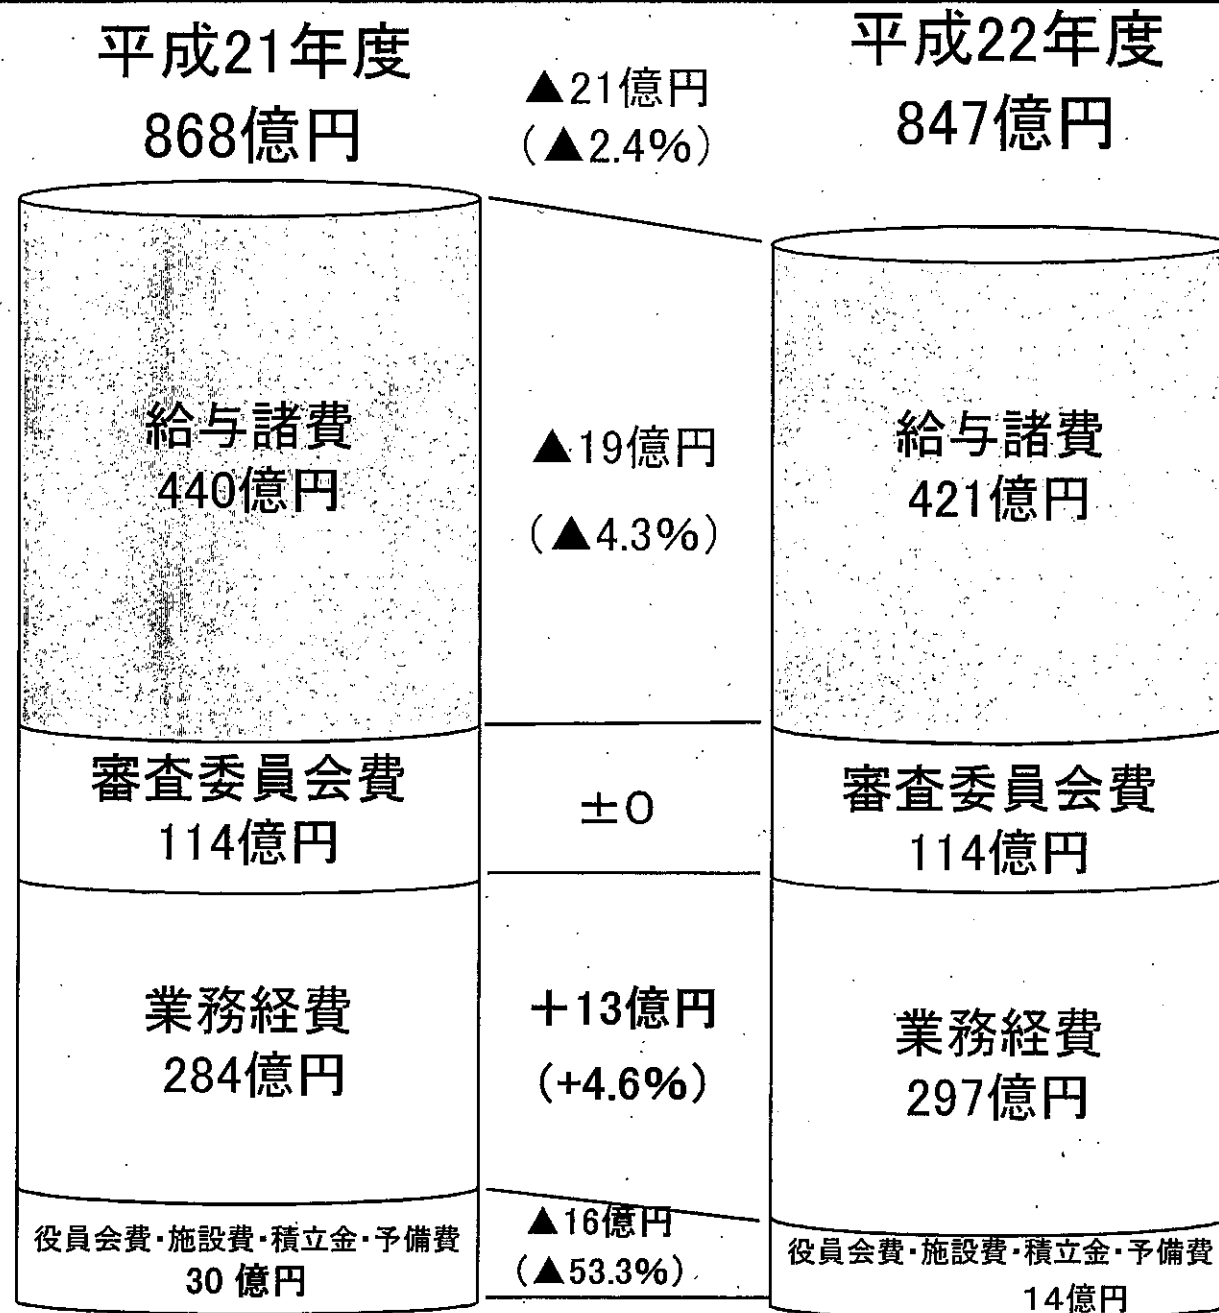 平成21年度
868億円
▲21億円
(▲2.4%)
平成22年度
847億円
給与諸費
440億円
▲19億円
(▲4.3%)
給与諸費
421億円
審査委員会費
114億円
±0
審査委員会費
114億円
業務経費
284億円
+13億円
(+4.6%)
業務経費
297億円
役員会費・施設費・積立金・予備費
30億円
▲16億円
(▲53.3%)
役員会費・施設費・積立金・予備費
14億円